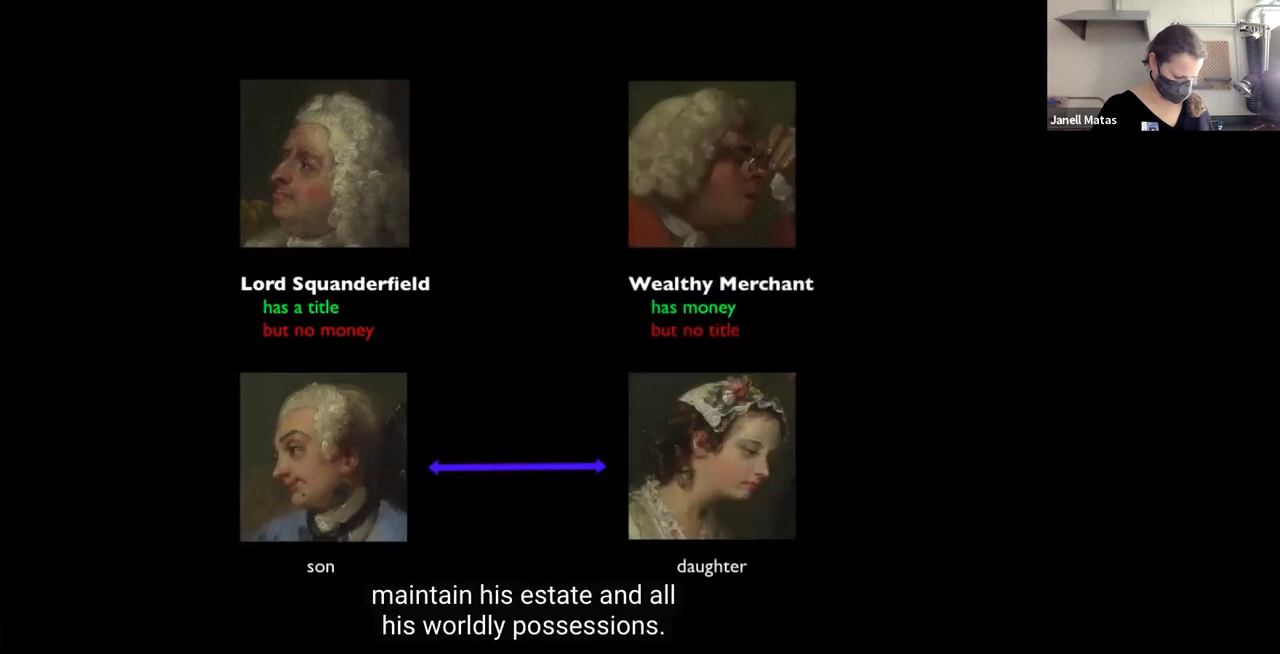 Janell Matas
Lord Squanderfield
has a title
but no money
Wealthy Merchant
has money
but no title
son
daughter
maintain his estate and all
his worldly possessions.